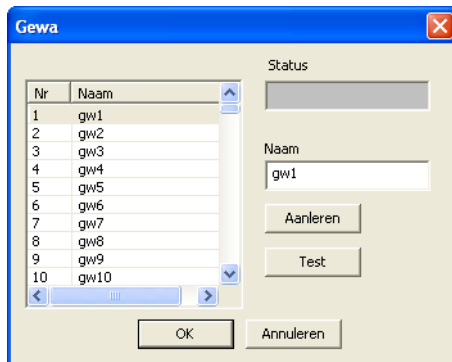 Gewa
Nr Naam
1 gw1
2 gw2
3 gw3
4 gw4
5 gw5
6 gw6
7 gw7
8 gw8
9 gw9
10 gw10
Status
Naam
gw1
Aanleren
Test
OK Annuleren